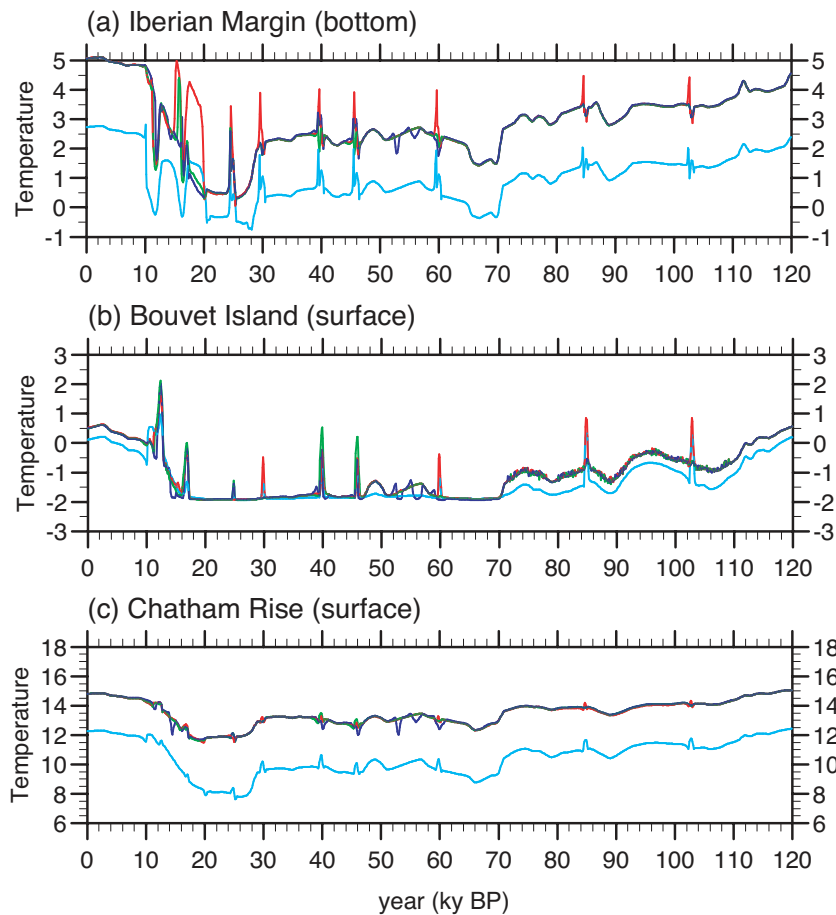 (a) Iberian Margin (bottom)
Temperature
5 4 3 2 1 0 -1
5 4 3 2 1 0 -1
0 10 20 30 40 50 60 70 80 90 100 110 120
(b) Bouvet Island (surface)
Temperature
3 2 1 0 -1 -2 -3
3 2 1 0 -1 -2 -3
0 10 20 30 40 50 60 70 80 90 100 110 120
(c) Chatham Rise (surface)
Temperature
18 16 14 12 10 8 6
18 16 14 12 10 8 6
0 10 20 30 40 50 60 70 80 90 100 110 120
year (ky BP)